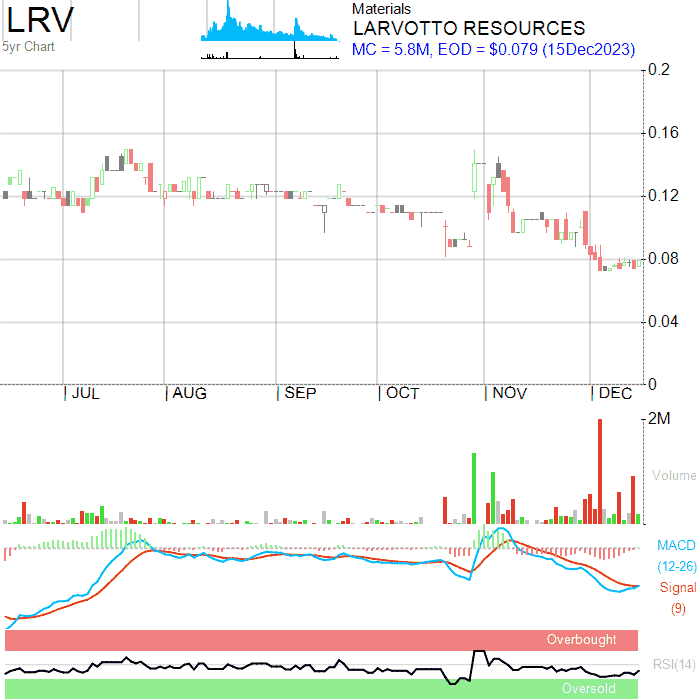 LRV
5yr Chart
Materials
LARVOTTO RESOURCES
MC = 5.8M, EOD = $0.079 (15Dec2023)
0.2
0.16
0.12
0.08
0.04
0
JUL AUG SEP OCT NOV DEC
2M
Volume
MACD
(12-26)
Signal
(9)
Overbought
RSI(14)
Oversold